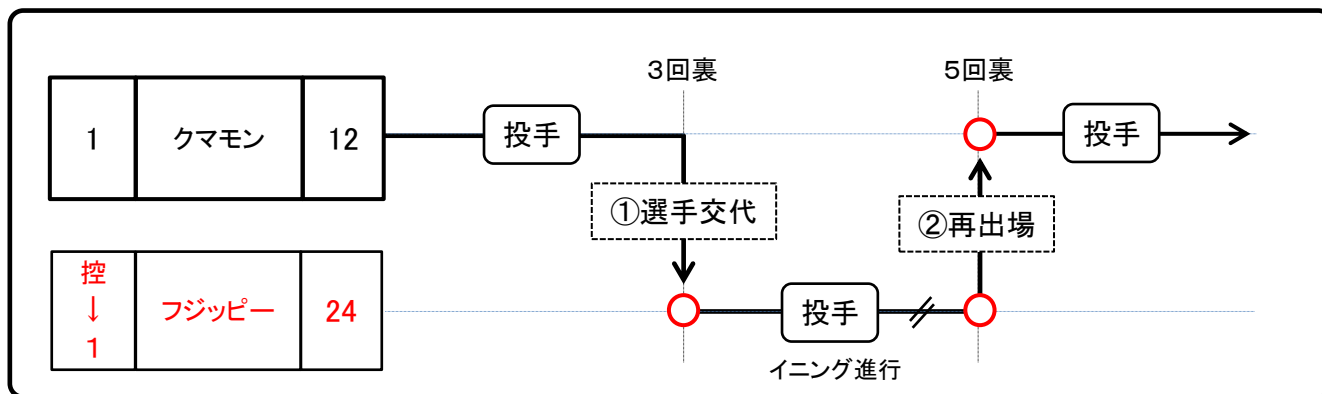 3回裏
5回裏
1
クマモン
12
投手
投手
①選手交代
②再出場
控
↓
1
フジッピー
24
投手
イニング進行